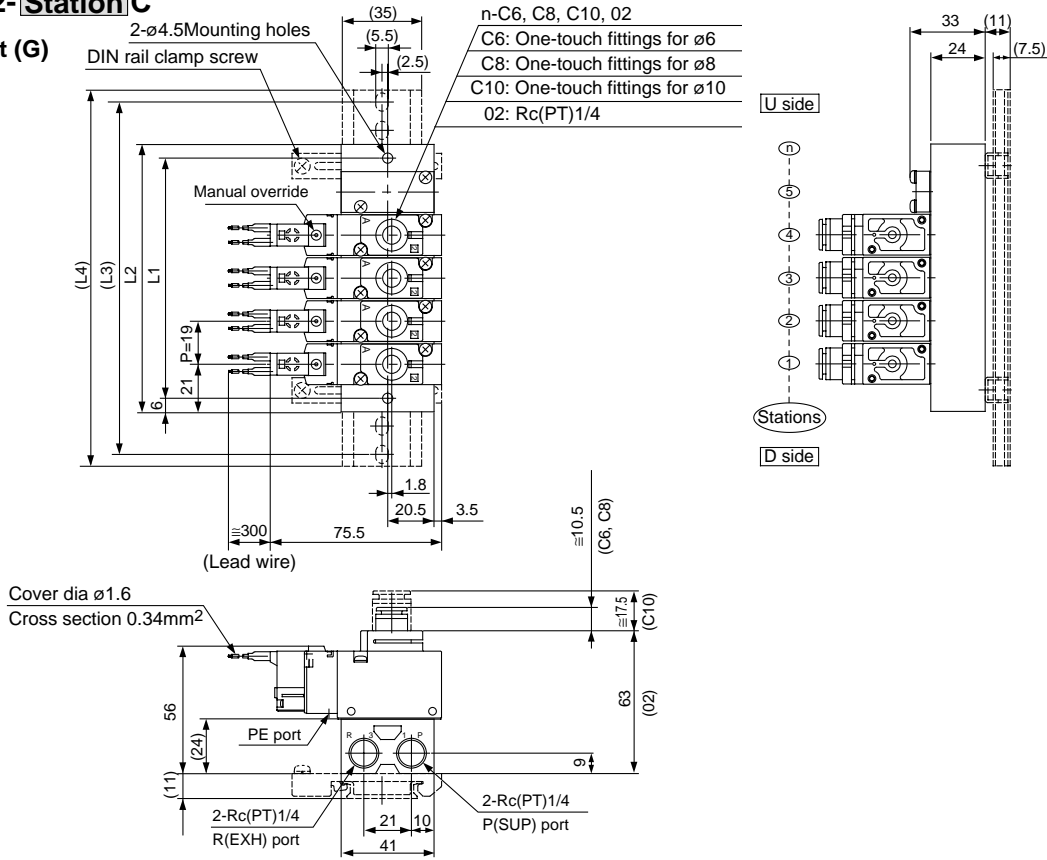 2- Station C
t (G)
2-ø4.5Mounting holes
DIN rail clamp screw
(35)
(5.5)
(2.5)
n-C6, C8, C10, 02
C6: One-touch fittings for ø6
C8: One-touch fittings for ø8
C10: One-touch fittings for ø10
02: Rc(PT)1/4
33
(11)
24
(7.5)
U side
n
5
4
3
2
1
Stations
D side
Manual override
A
A
A
A
(L4)
(L3)
L2
L1
P=19
21
6
1.8
20.5
3.5
≅300
75.5
(Lead wire)
≅10.5
(C6, C8)
≅17.5
(C10)
Cover dia ø1.6
Cross section 0.34mm2
56
(24)
(11)
PE port
R
3
1
P
63
(02)
9
2-Rc(PT)1/4
R(EXH) port
21
10
41
2-Rc(PT)1/4
P(SUP) port